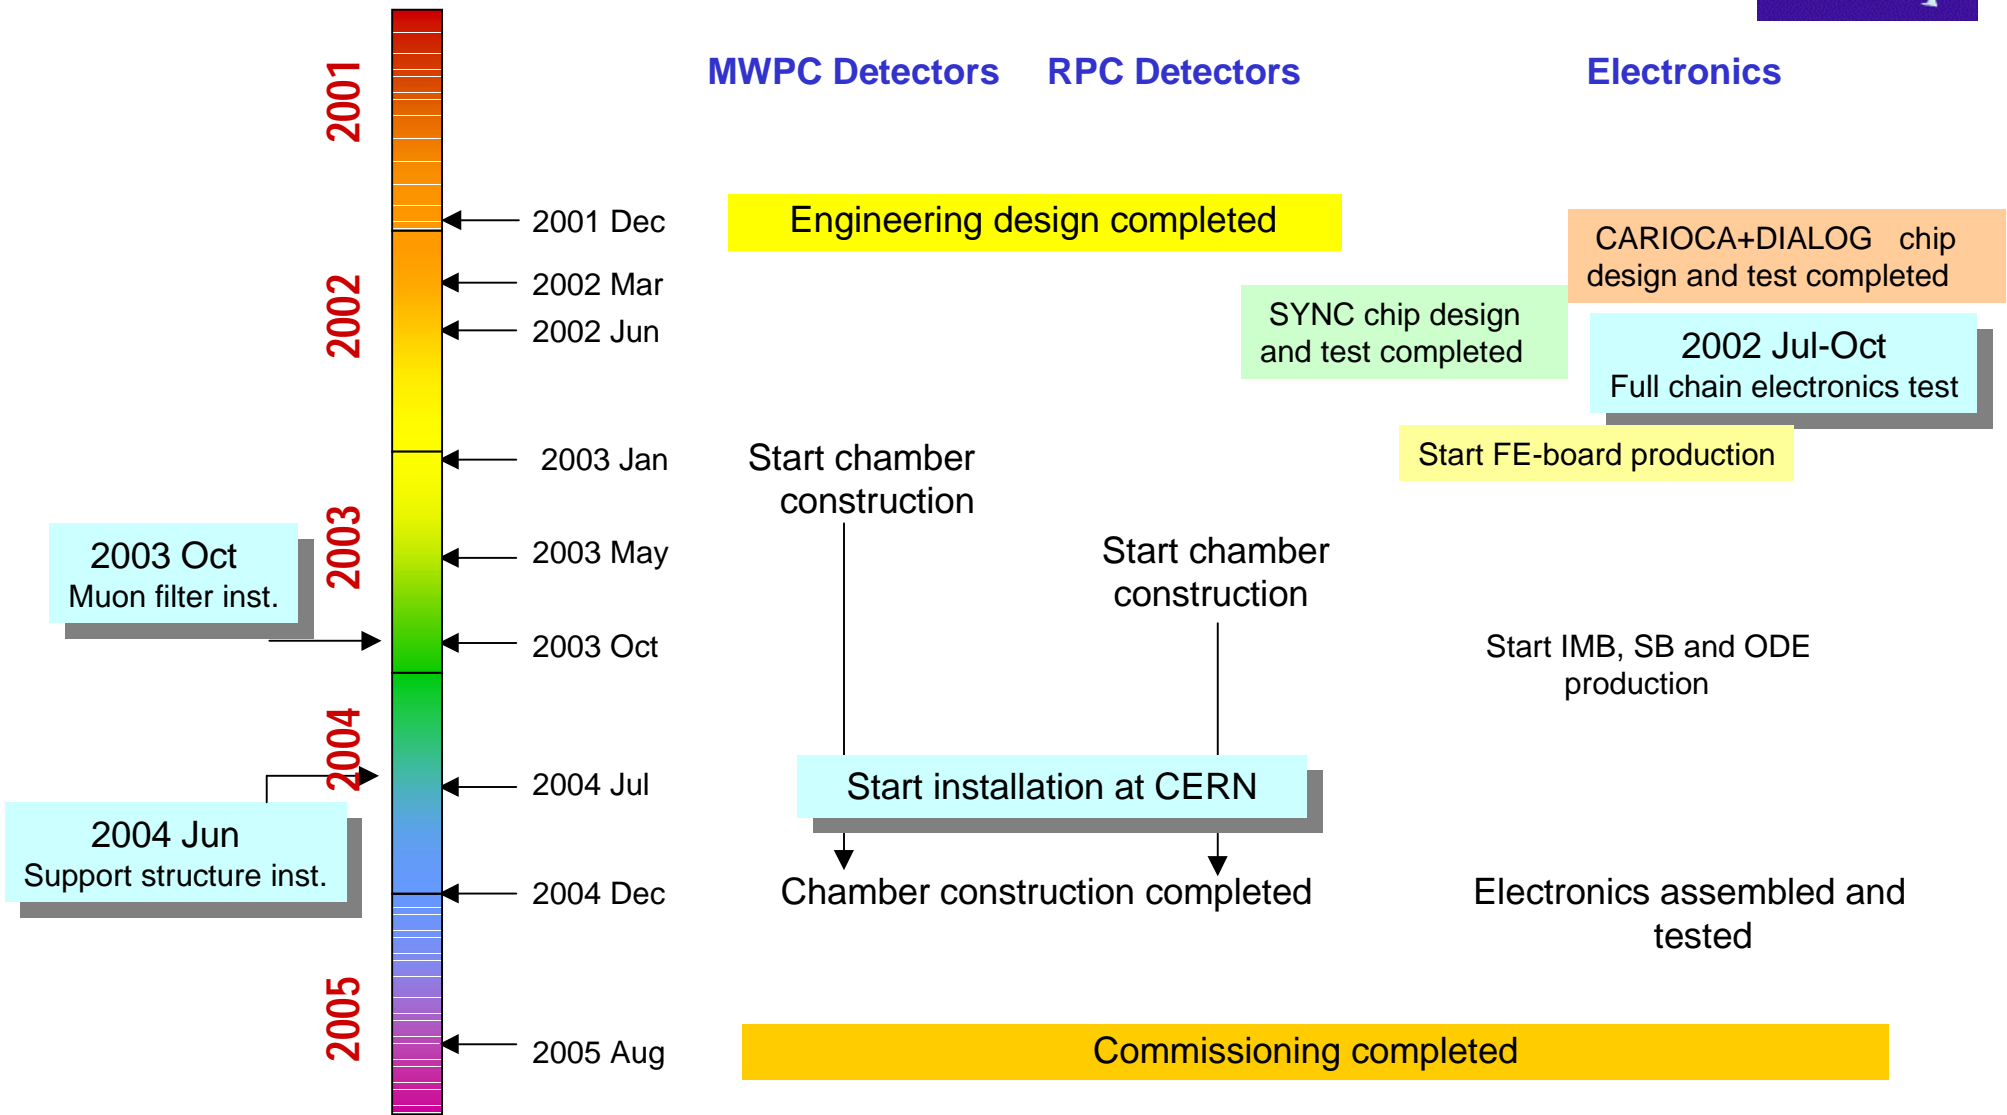 MWPC Detectors RPC Detectors Electronics
2001
2001 Dec
Engineering design completed
CARIOCA+DIALOG chip
design and test completed
2002
2002 Mar
2002 Jun
SYNC chip design
and test completed
2002 Jul-Oct
Full chain electronics test
2003 Jan
Start chamber
construction
Start FE-board production
2003
2003 Oct
Muon filter inst.
2003 May
Start chamber
construction
2003 Oct
Start IMB, SB and ODE
production
2004
2004 Jul
Start installation at CERN
2004 Jun
Support structure inst.
2004 Dec
Chamber construction completed
Electronics assembled and
tested
2005
2005 Aug
Commissioning completed